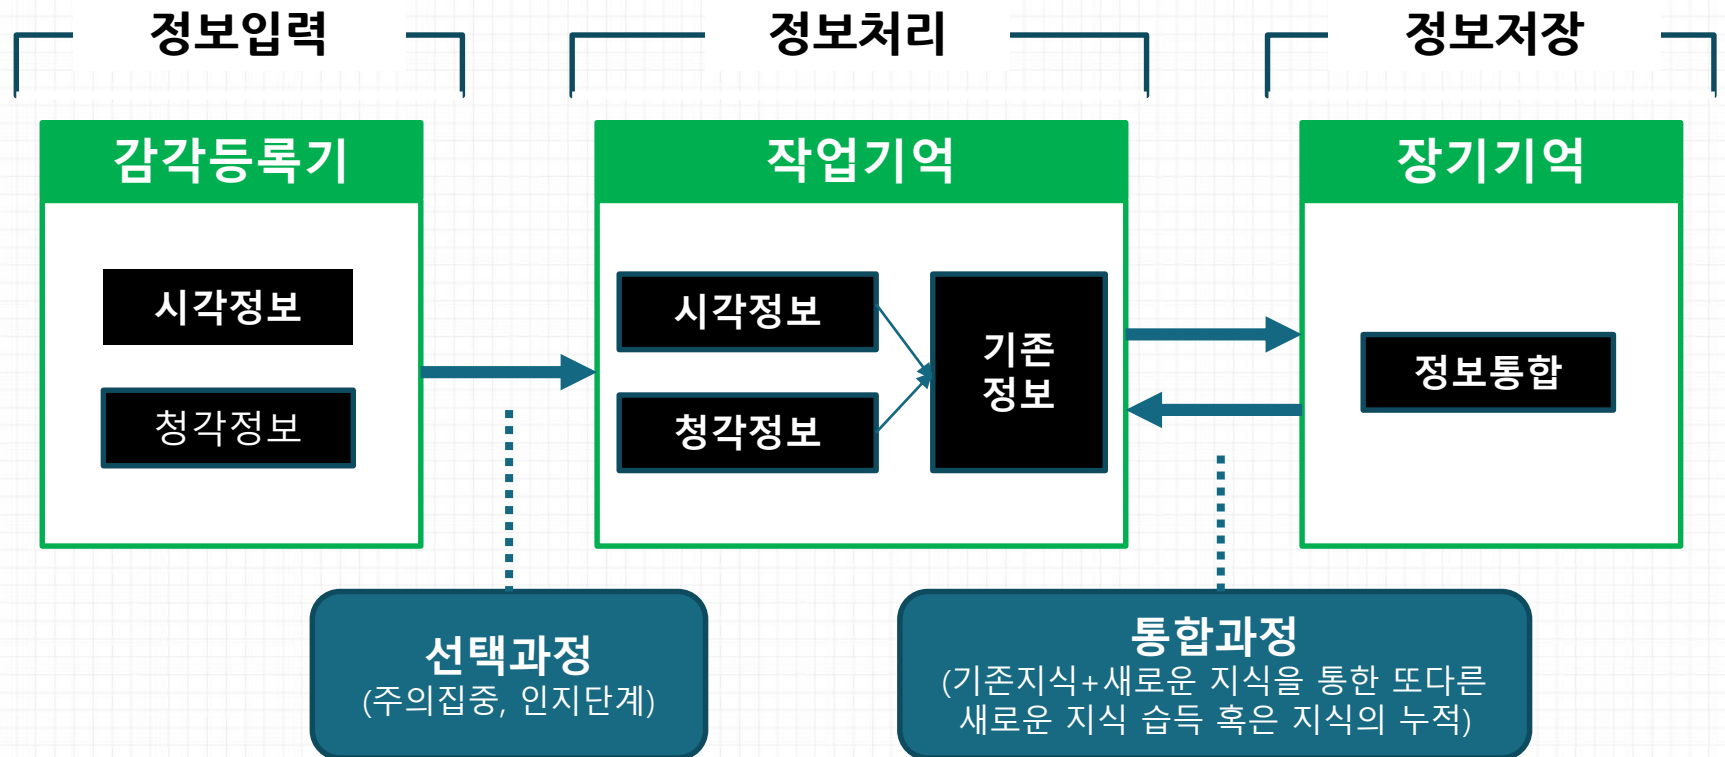 정보입력
정보처리
정보저장
감각등록기
작업기억
장기기억
시각정보
청각정보
시각정보
청각정보
기존
정보
정보통합
선택과정
(주의집중, 인지단계)
통합과정
(기존지식+새로운 지식을 통한 또다른
새로운 지식 습득 혹은 지식의 누적)